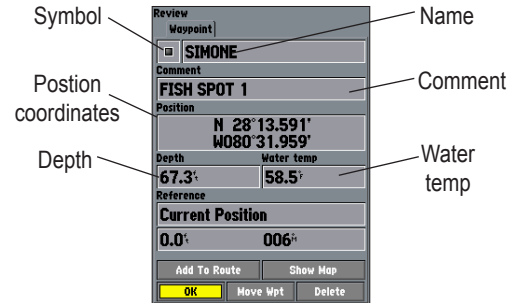 Review
Symbol
Name
Waypoint
SIMONE
Comment
FISH SPOT 1
Comment
Postion
coordinates
Position
N 28°13.591'
W080°31.959'
Depth
Depth
Water temp
Water
temp
67.3
58.5
Reference
Current Position
0.0
006
Add To Route
Show Map
OK
Move Wpt
Delete